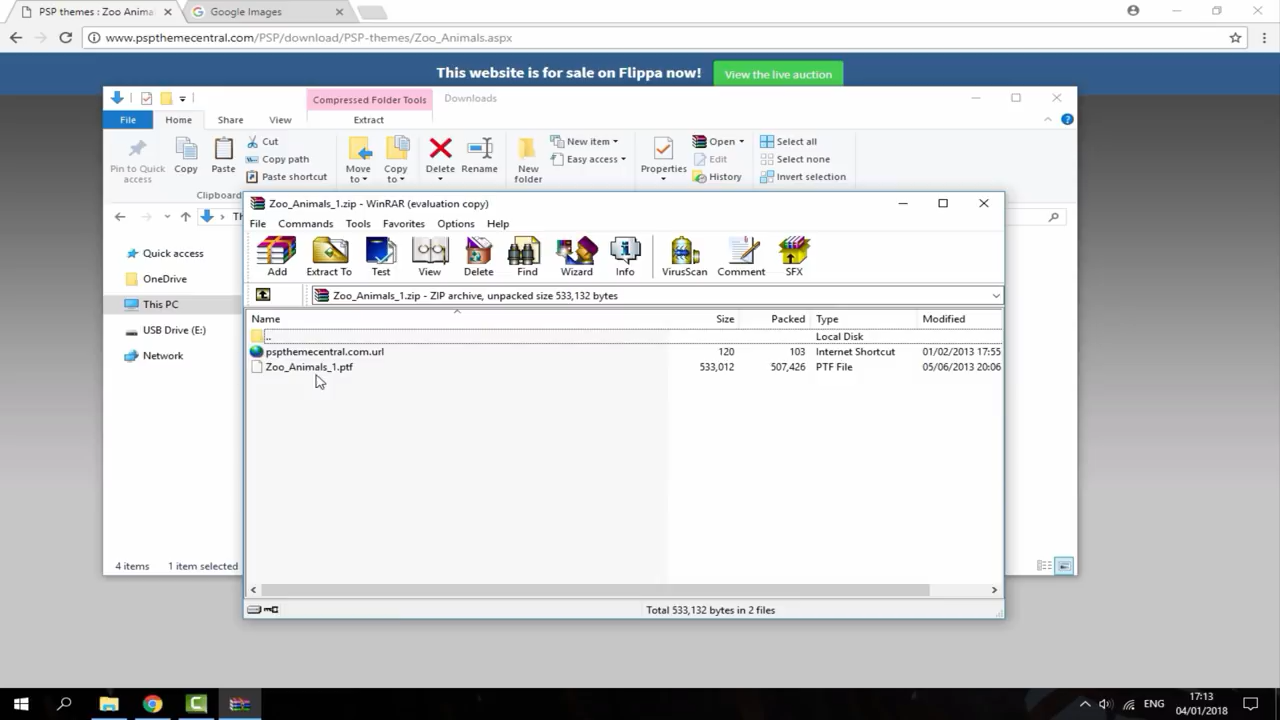 PSP themes : Zoo Anima
Google Images
www.pspthemecentral.com/PSP/download/PSP-themes/Zoo_Animals.aspx
This website is for sale on Flippa now!
View the live auction
Compressed Folder Tools
Downloads
File
Home
Share
View
Extract
Pin to Quick access
Copy
Paste
Cut
Copy path
Paste shortcut
Move to
Copy to
Delete
Rename
New folder
New item
Easy access
Properties
Open
Edit
History
Select all
Select none
Invert selection
Clipboard
Th
Quick access
OneDrive
This PC
USB Drive (E:)
Network
4 items
1 item selected
Zoo_Animals_1.zip - WinRAR (evaluation copy)
File Commands Tools Favorites Options Help
Add Extract To Test View Delete Find Wizard Info VirusScan Comment SFX
Zoo_Animals_1.zip - ZIP archive, unpacked size 533,132 bytes
Name Size Packed Type Modified
.. Local Disk
pspthemecentral.com.url 120 103 Internet Shortcut 01/02/2013 17:55
Zoo_Animals_1.ptf 533,012 507,426 PTF File 05/06/2013 20:06
Total 533,132 bytes in 2 files
ENG
17:13
04/01/2018